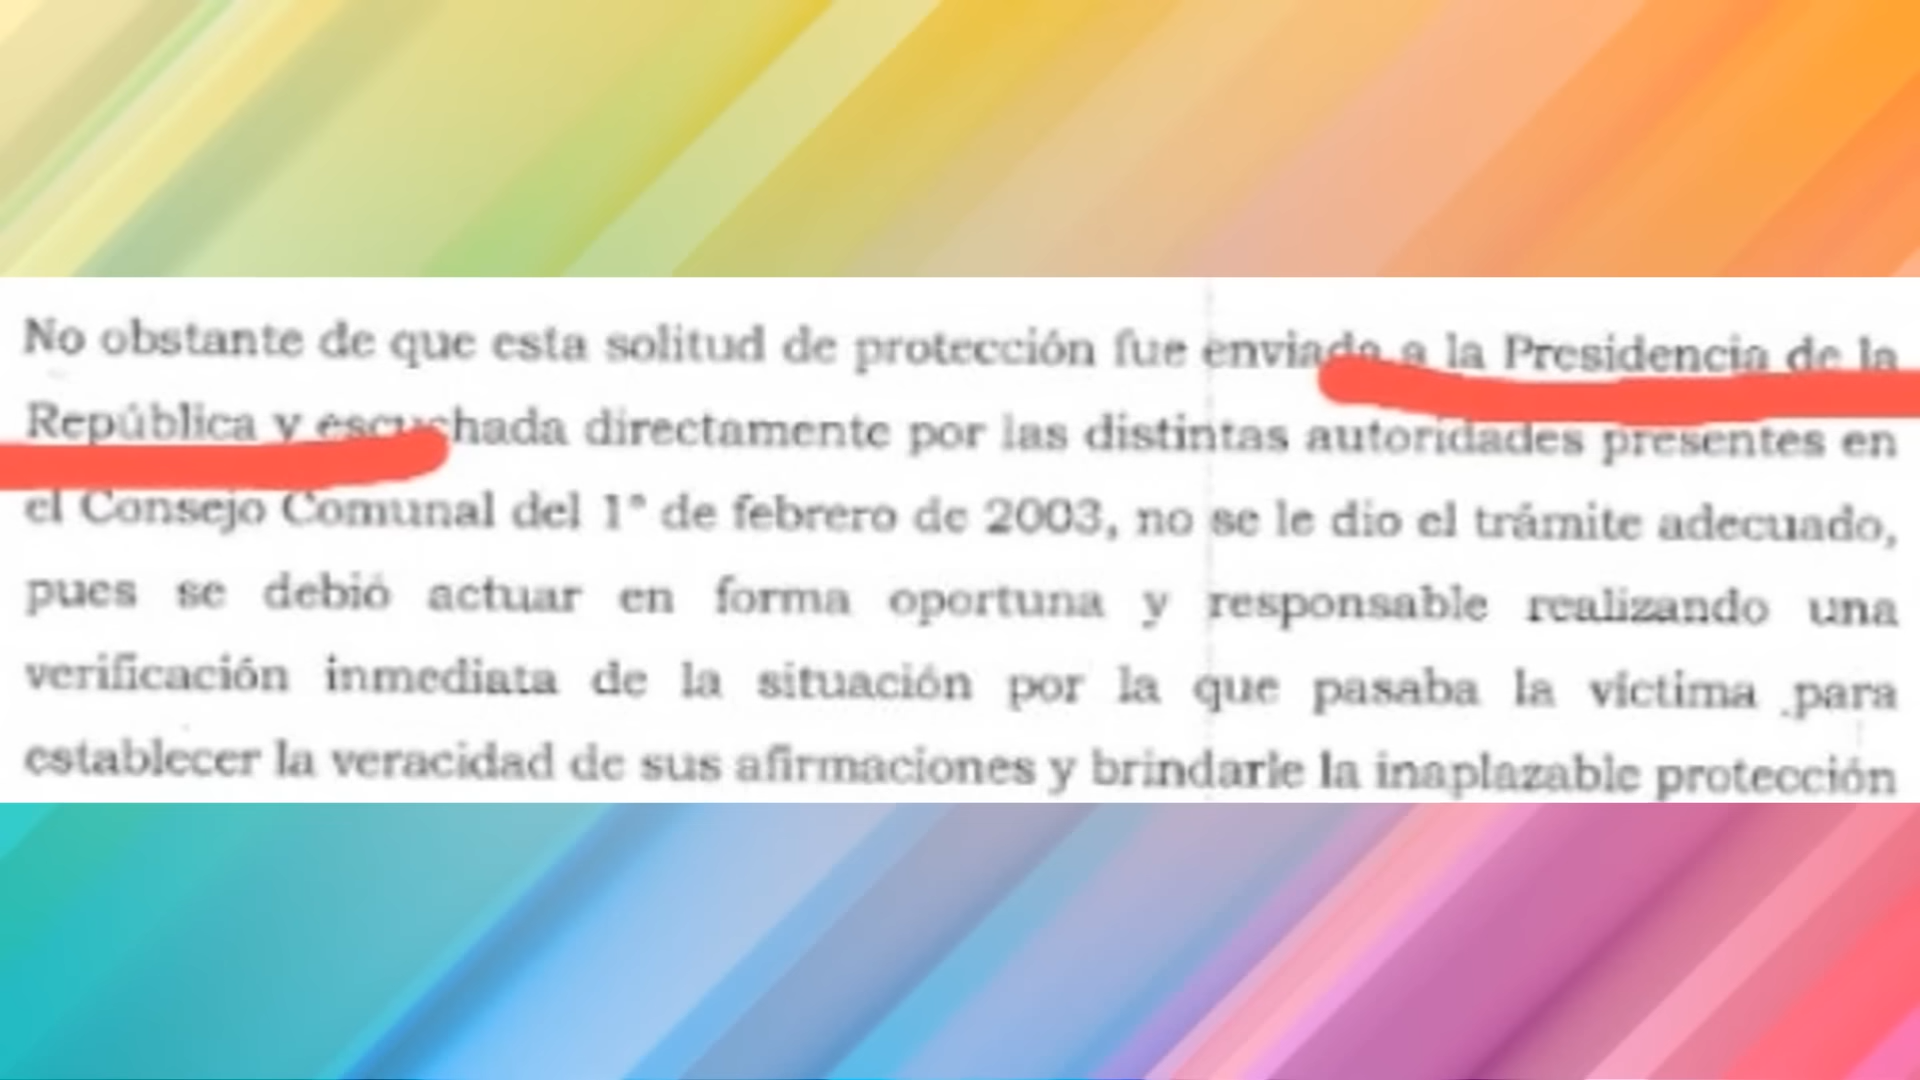 No obstante de que esta solitud de protección fue enviada a la Presidencia de la
República y escuchada directamente por las distintas autoridades presentes en
el Consejo Comunal del 1° de febrero de 2003, no se le dio el trámite adecuado,
pues se debió actuar en forma oportuna y responsable realizando una
verificación inmediata de la situación por la que pasaba la víctima para
establecer la veracidad de sus afirmaciones y brindarle la inaplazable protección